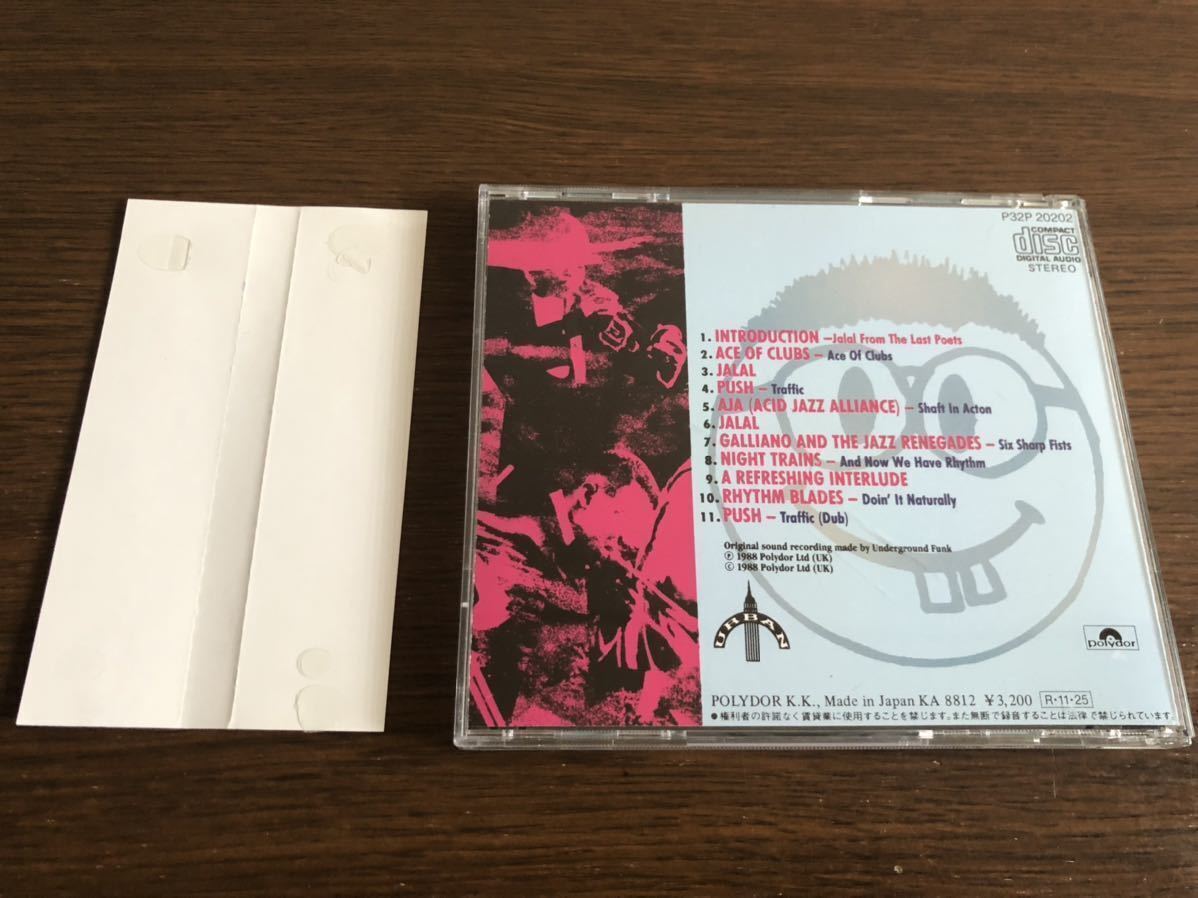 P32P 20202
COMPACT
disc
DIGITAL AUDIO
STEREO
1. INTRODUCTION – Jalal From The Last Poets
2. ACE OF CLUBS – Ace Of Clubs
3. JALAL
4. PUSH – Traffic
5. AJA (ACID JAZZ ALLIANCE) – Shaft In Acton
6. JALAL
7. GALLIANO AND THE JAZZ RENEGADES – Six Sharp Fists
8. NIGHT TRAINS – And Now We Have Rhythm
9. A REFRESHING INTERLUDE
10. RHYTHM BLADES – Doin' It Naturally
11. PUSH – Traffic (Dub)
Original sound recording made by Underground Funk
℗ 1988 Polydor Ltd (UK)
© 1988 Polydor Ltd (UK)
URBAN
polydor
POLYDOR K.K., Made in Japan KA 8812 ¥3,200 R・11・25
●権利者の許諾なく賃貸業に使用することを禁じます。また無断で録音することは法律で禁じられています。